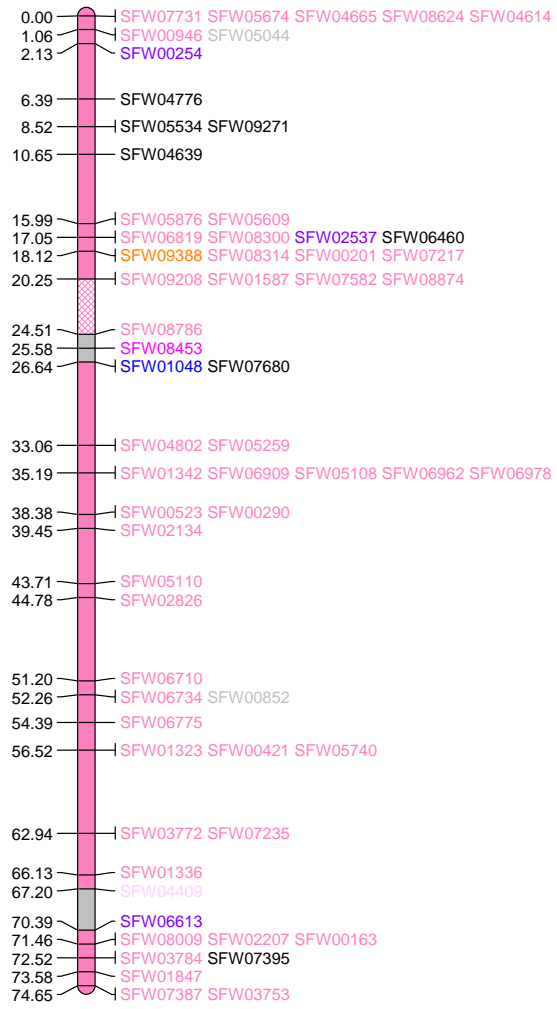 0.00 SFW07731 SFW05674 SFW04665 SFW08624 SFW04614
1.06 SFW00946 SFW05044
2.13 SFW00254
6.39 SFW04776
8.52 SFW05534 SFW09271
10.65 SFW04639
15.99 SFW05876 SFW05609
17.05 SFW06819 SFW08300 SFW02537 SFW06460
18.12 SFW09388 SFW08314 SFW00201 SFW07217
20.25 SFW09208 SFW01587 SFW07582 SFW08874
24.51 SFW08786
25.58 SFW08453
26.64 SFW01048 SFW07680
33.06 SFW04802 SFW05259
35.19 SFW01342 SFW06909 SFW05108 SFW06962 SFW06978
38.38 SFW00523 SFW00290
39.45 SFW02134
43.71 SFW05110
44.78 SFW02826
51.20 SFW06710
52.26 SFW06734 SFW00852
54.39 SFW06775
56.52 SFW01323 SFW00421 SFW05740
62.94 SFW03772 SFW07235
66.13 SFW01336
67.20 SFW04409
70.39 SFW06613
71.46 SFW08009 SFW02207 SFW00163
72.52 SFW03784 SFW07395
73.58 SFW01847
74.65 SFW07387 SFW03753